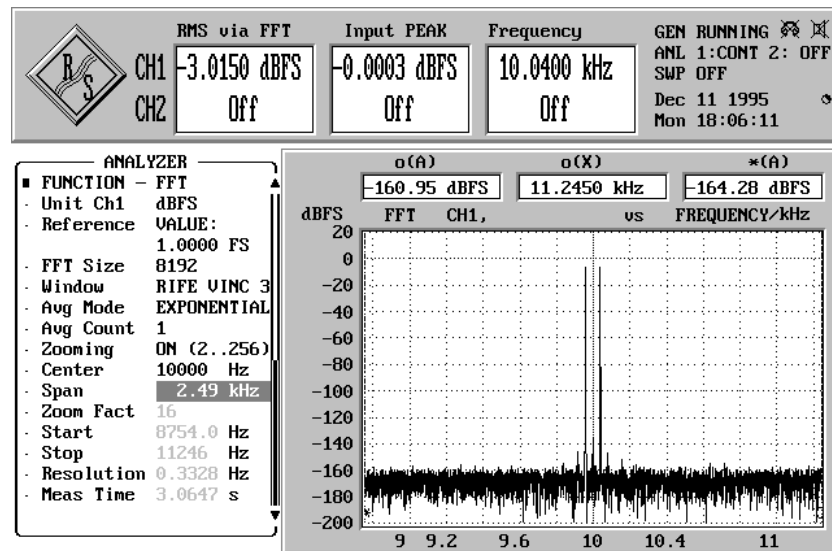 RMS via FFT Input PEAK Frequency
GEN RUNNING
ANL 1:CONT 2: OFF
SWP OFF
Dec 11 1995
Mon 18:06:11
R
S
CH1 -3.0150 dBFS -0.0003 dBFS 10.0400 kHz
CH2 Off Off Off
ANALYZER
FUNCTION – FFT
Unit Ch1 dBFS
Reference VALUE:
1.0000 FS
FFT Size 8192
Window RIFE VINC 3
Avg Mode EXPONENTIAL
Avg Count 1
Zooming ON (2..256)
Center 10000 Hz
Span 2.49 kHz
Zoom Fact 16
Start 8754.0 Hz
Stop 11246 Hz
Resolution 0.3328 Hz
Meas Time 3.0647 s
o(A) o(X) *(A)
-160.95 dBFS 11.2450 kHz -164.28 dBFS
dBFS FFT CH1, vs FREQUENCY/kHz
20
0
-20
-40
-60
-80
-100
-120
-140
-160
-180
-200
9 9.2 9.6 10 10.4 11